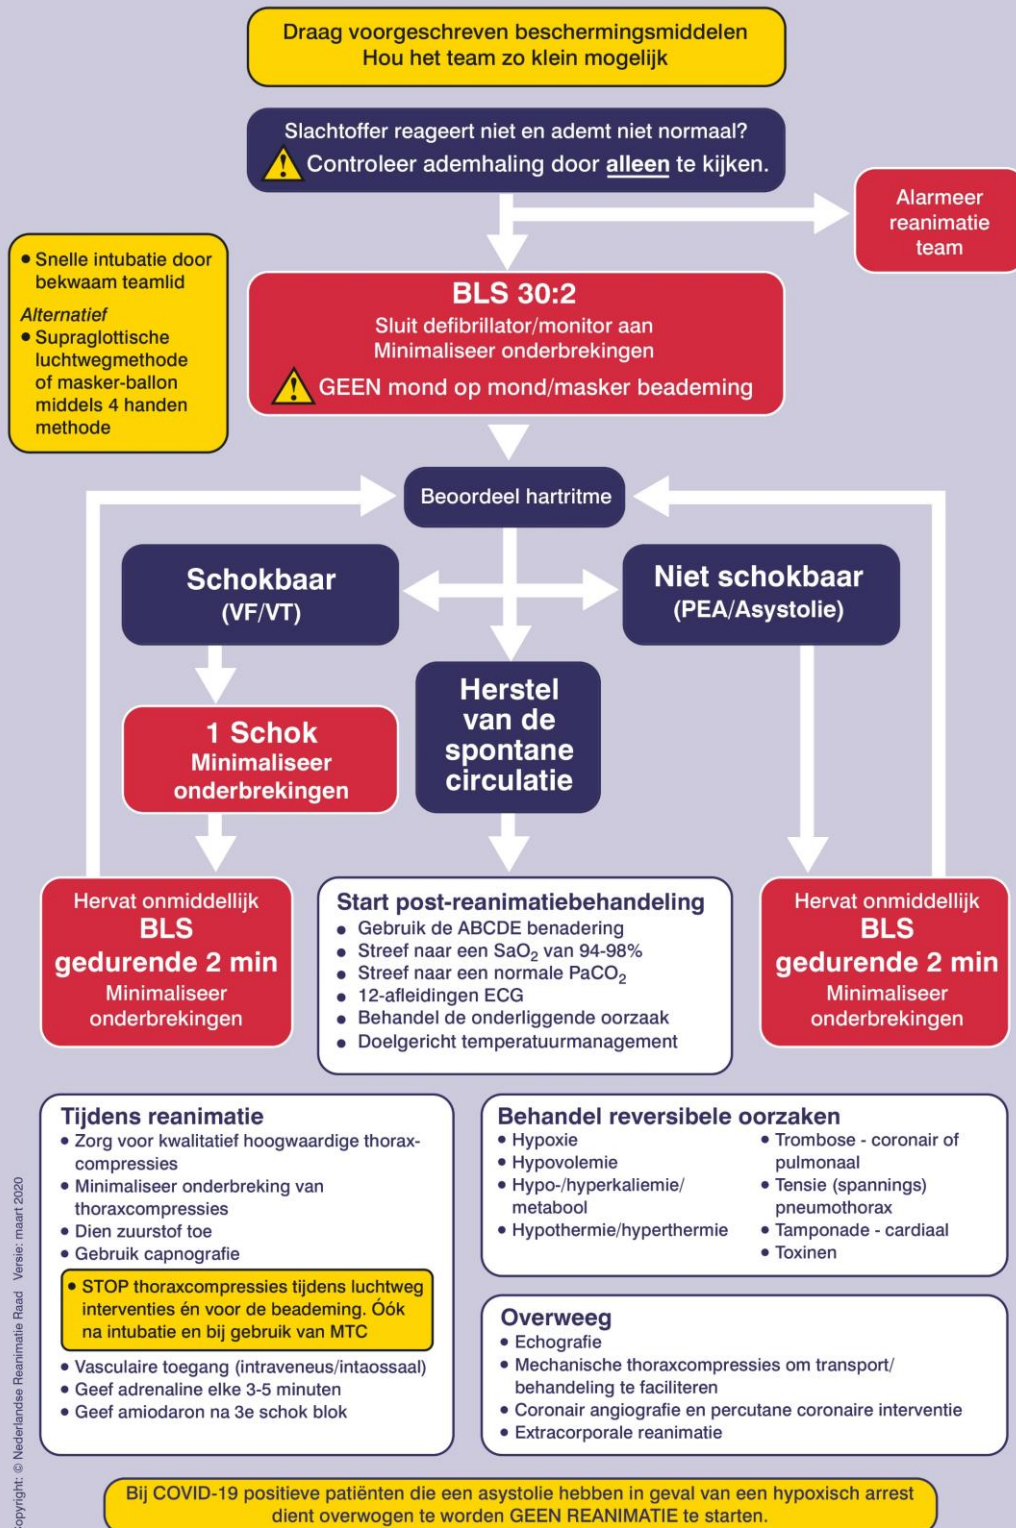 Draag voorgeschreven beschermingsmiddelen
Hou het team zo klein mogelijk
Slachtoffer reageert niet en ademt niet normaal?
Controleer ademhaling door alleen te kijken.
Alarmeer
reanimatie
team
• Snelle intubatie door
bekwaam teamlid
Alternatief
• Supraglottische
luchtwegmethode
of masker-ballon
middels 4 handen
methode
BLS 30:2
Sluit defibrillator/monitor aan
Minimaliseer onderbrekingen
GEEN mond op mond/masker beademing
Beoordeel hartritme
Schokbaar
(VF/VT)
Niet schokbaar
(PEA/Asystolie)
1 Schok
Minimaliseer
onderbrekingen
Herstel
van de
spontane
circulatie
Hervat onmiddellijk
BLS
gedurende 2 min
Minimaliseer
onderbrekingen
Start post-reanimatiebehandeling
• Gebruik de ABCDE benadering
• Streef naar een SaO₂ van 94-98%
• Streef naar een normale PaCO₂
• 12-afleidingen ECG
• Behandel de onderliggende oorzaak
• Doelgericht temperatuurmanagement
Hervat onmiddellijk
BLS
gedurende 2 min
Minimaliseer
onderbrekingen
Tijdens reanimatie
• Zorg voor kwalitatief hoogwaardige thorax-
compressies
• Minimaliseer onderbreking van
thoraxcompressies
• Dien zuurstof toe
• Gebruik capnografie
• STOP thoraxcompressies tijdens luchtweg
interventies én voor de beademing. Óók
na intubatie en bij gebruik van MTC
• Vasculaire toegang (intraveneus/intaossaal)
• Geef adrenaline elke 3-5 minuten
• Geef amiodaron na 3e schok blok
Behandel reversibele oorzaken
• Hypoxie
• Hypovolemie
• Hypo-/hyperkaliemie/
metabool
• Hypothermie/hyperthermie
• Trombose - coronair of
pulmonaal
• Tensie (spannings)
pneumothorax
• Tamponade - cardiaal
• Toxinen
Overweeg
• Echografie
• Mechanische thoraxcompressies om transport/
behandeling te faciliteren
• Coronair angiografie en percutane coronaire interventie
• Extracorporale reanimatie
Copyright: © Nederlandse Reanimatie Raad Versie: maart 2020
Bij COVID-19 positieve patiënten die een asystolie hebben in geval van een hypoxisch arrest
dient overwogen te worden GEEN REANIMATIE te starten.